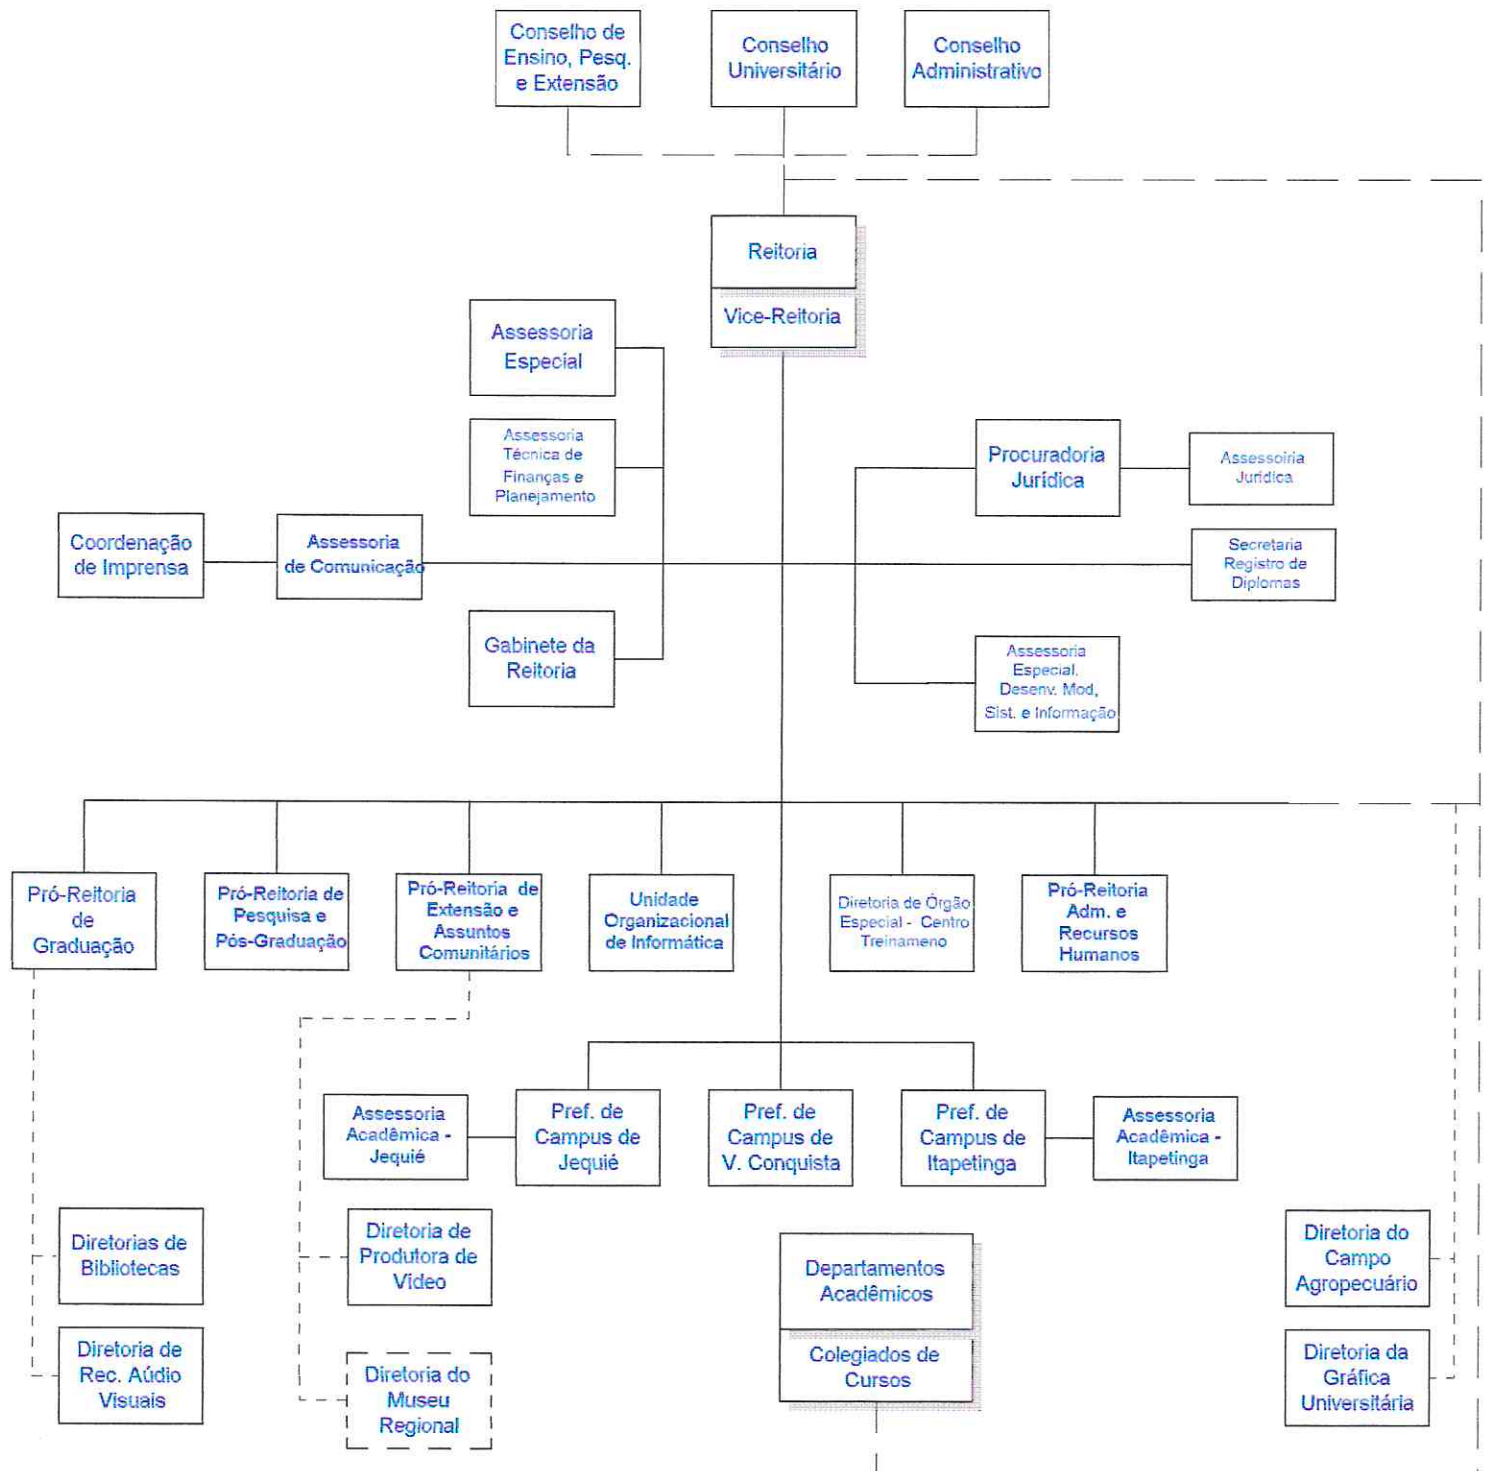 Conselho de
Ensino, Pesq.
e Extensão
Conselho
Universitário
Conselho
Administrativo
Reitoria
Vice-Reitoria
Assessoria
Especial
Assessoria
Técnica de
Finanças e
Planejamento
Procuradoria
Jurídica
Assessoiria
Jurídica
Coordenação
de Imprensa
Assessoria
de Comunicação
Secretaria
Registro de
Diplomas
Gabinete da
Reitoria
Assessoria
Especial.
Desenv. Mod,
Sist. e Informação
Pró-Reitoria
de
Graduação
Pró-Reitoria de
Pesquisa e
Pós-Graduação
Pró-Reitoria de
Extensão e
Assuntos
Comunitários
Unidade
Organizacional
de Informática
Diretoria de Órgão
Especial - Centro
Treinameno
Pró-Reitoria
Adm. e
Recursos
Humanos
Assessoria
Acadêmica -
Jequié
Pref. de
Campus de
Jequié
Pref. de
Campus de
V. Conquista
Pref. de
Campus de
Itapetinga
Assessoria
Acadêmica -
Itapetinga
Diretorias de
Bibliotecas
Diretoria de
Produtora de
Vídeo
Departamentos
Acadêmicos
Diretoria do
Campo
Agropecuário
Diretoria de
Rec. Aúdio
Visuais
Diretoria do
Museu
Regional
Colegiados de
Cursos
Diretoria da
Gráfica
Universitária